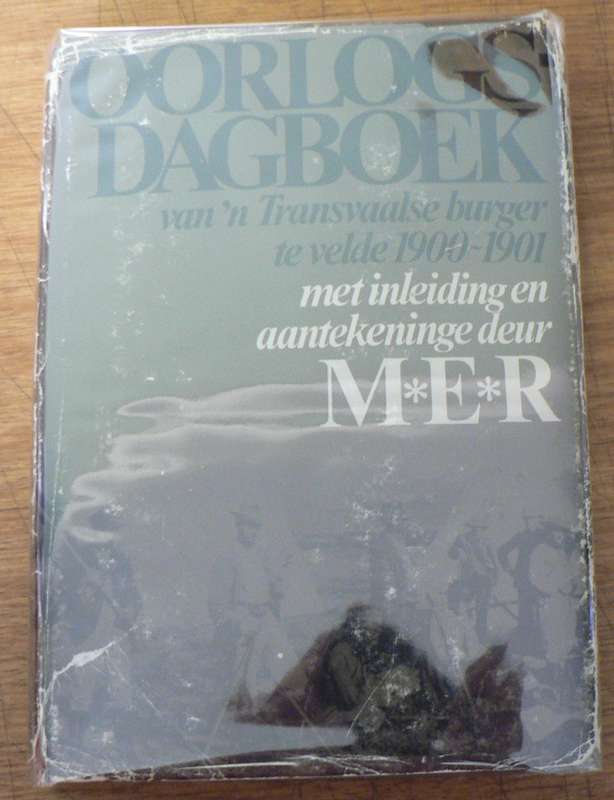 OORLOGS
DAGBOEK
van 'n Transvaalse burger
te velde 1900-1901
met inleiding en
aantekeninge deur
M*E*R